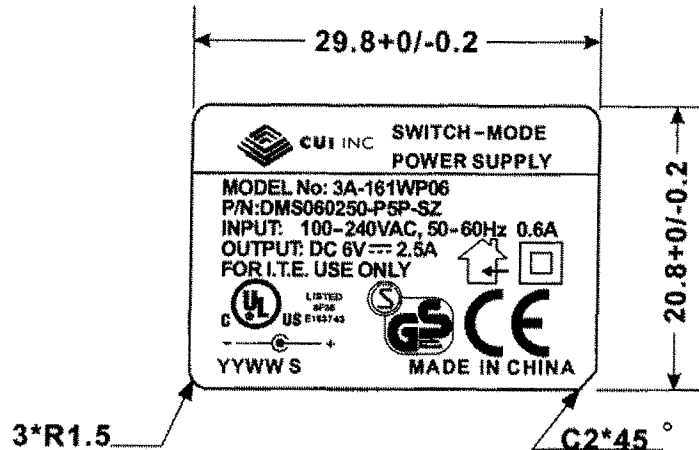 29.8+0/-0.2
CUI INC
SWITCH-MODE
POWER SUPPLY
20.8+0/-0.2
MODEL No: 3A-161WP06
P/N:DMS060250-P5P-SZ
INPUT: 100-240VAC, 50-60Hz 0.6A
OUTPUT: DC 6V 2.5A
FOR I.T.E. USE ONLY
C UL US
LISTED
E163743
S
GS
CE
- +
YYWW S
MADE IN CHINA
3*R1.5
C2*45°